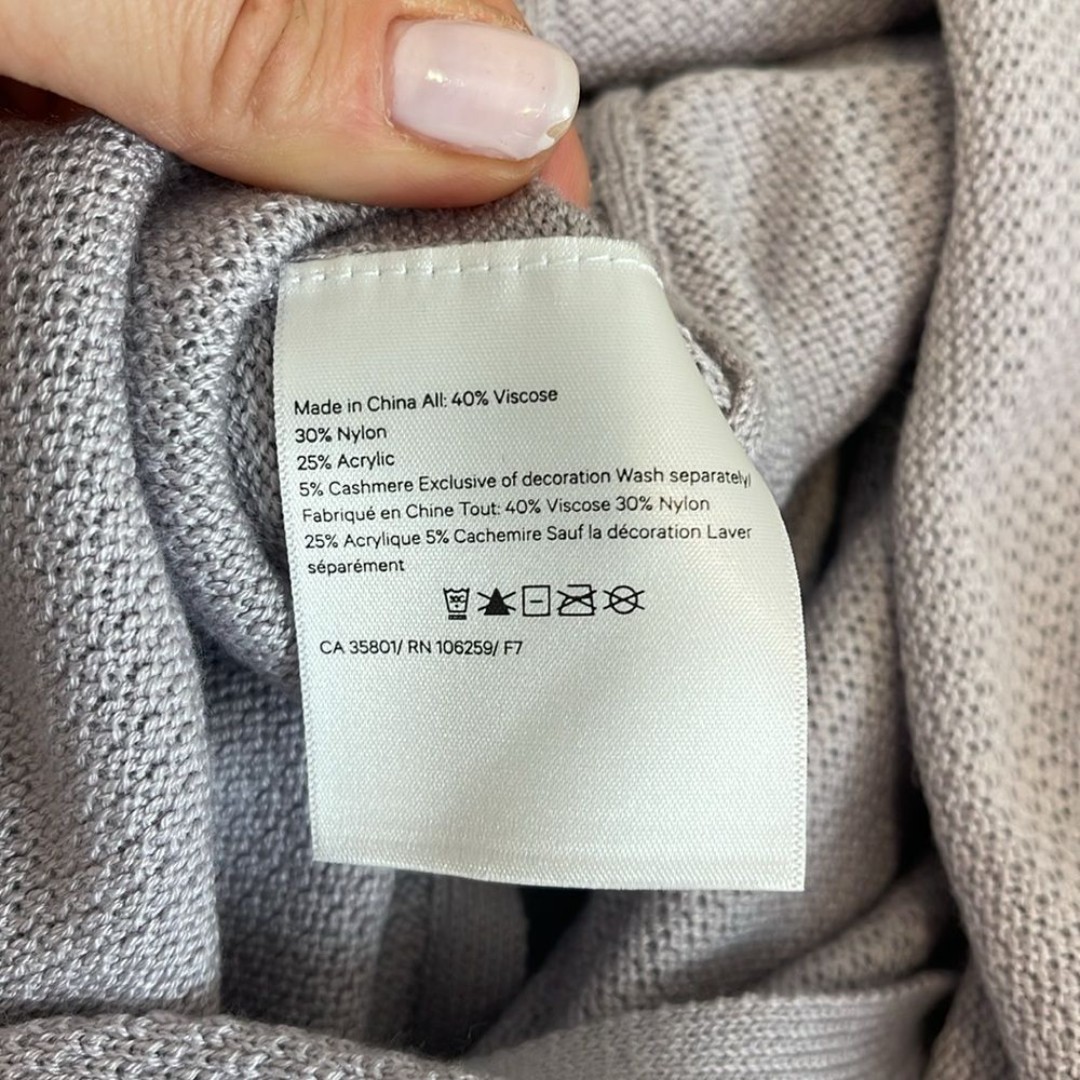 Made in China All: 40% Viscose
30% Nylon
25% Acrylic
5% Cashmere Exclusive of decoration Wash separately
Fabriqué en Chine Tout: 40% Viscose 30% Nylon
25% Acrylique 5% Cachemire Sauf la décoration Laver
séparément
30C
CA 35801/ RN 106259/ F7